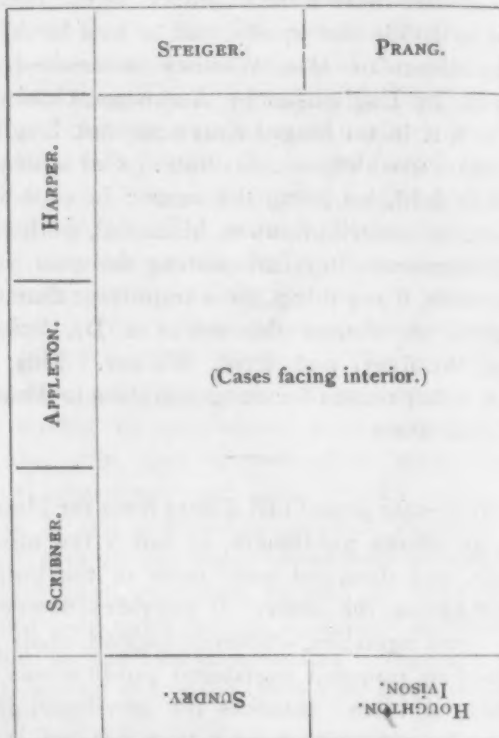 STEIGER.
PRANG.
HARPER.
APPLETON.
(Cases facing interior.)
SCRIBNER.
SUNDRY.
HOUGHTON.
IVISON.